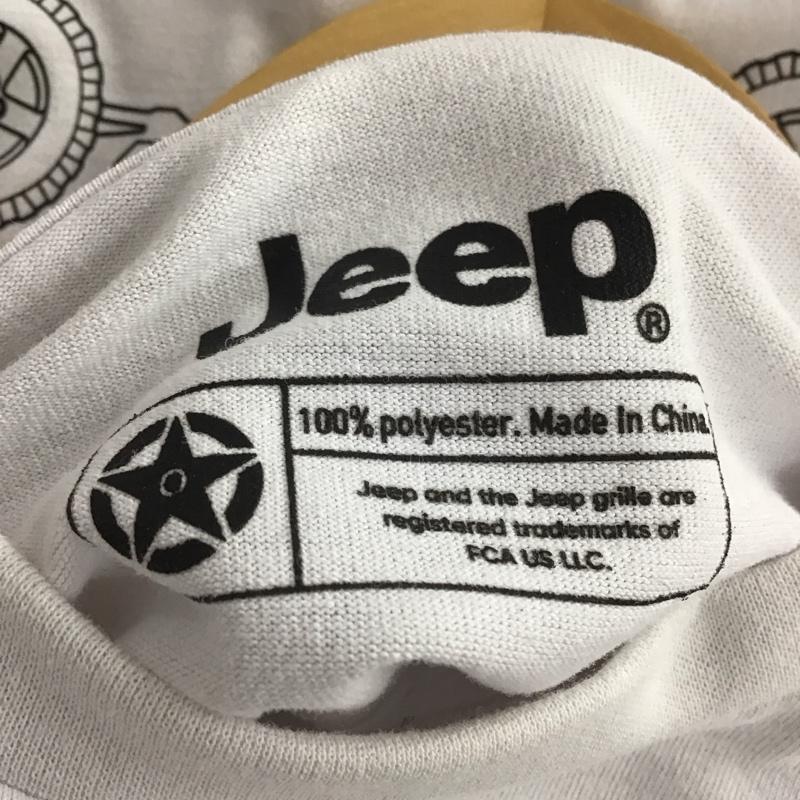 Jeep®
100% polyester. Made In China.
Jeep and the Jeep grille are
registered trademarks of
FCA US LLC.